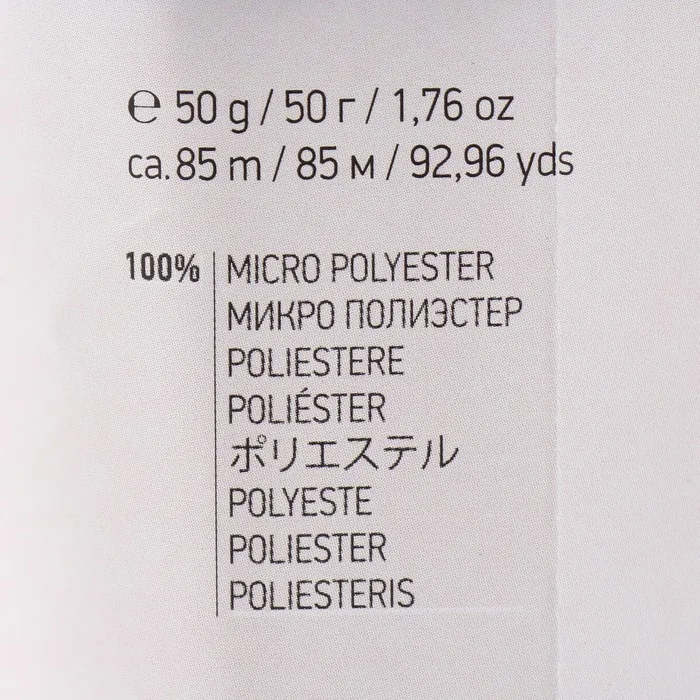 ℮ 50 g / 50 г / 1,76 oz
ca. 85 m / 85 м / 92,96 yds
100% MICRO POLYESTER
МИКРО ПОЛИЭСТЕР
POLIESTERE
POLIÉSTER
ポリエステル
POLYESTE
POLIESTER
POLIESTERIS